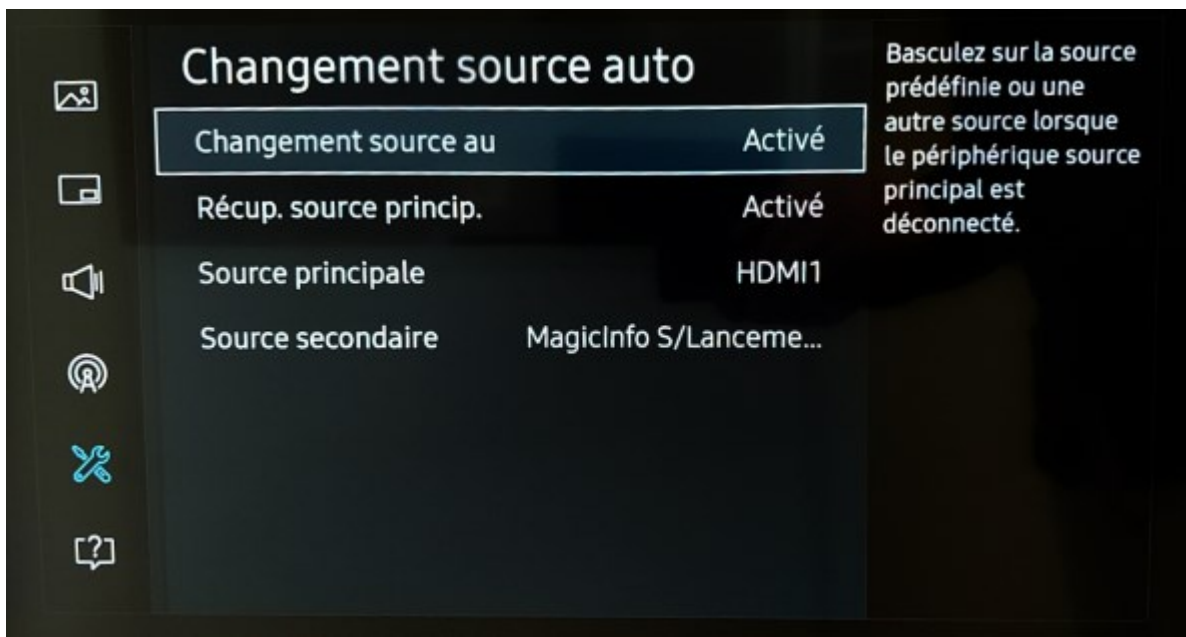 Changement source auto
Changement source au Activé
Récup. source princip. Activé
Source principale HDMI1
Source secondaire MagicInfo S/Lanceme...
Basculez sur la source
prédéfinie ou une
autre source lorsque
le périphérique source
principal est
déconnecté.